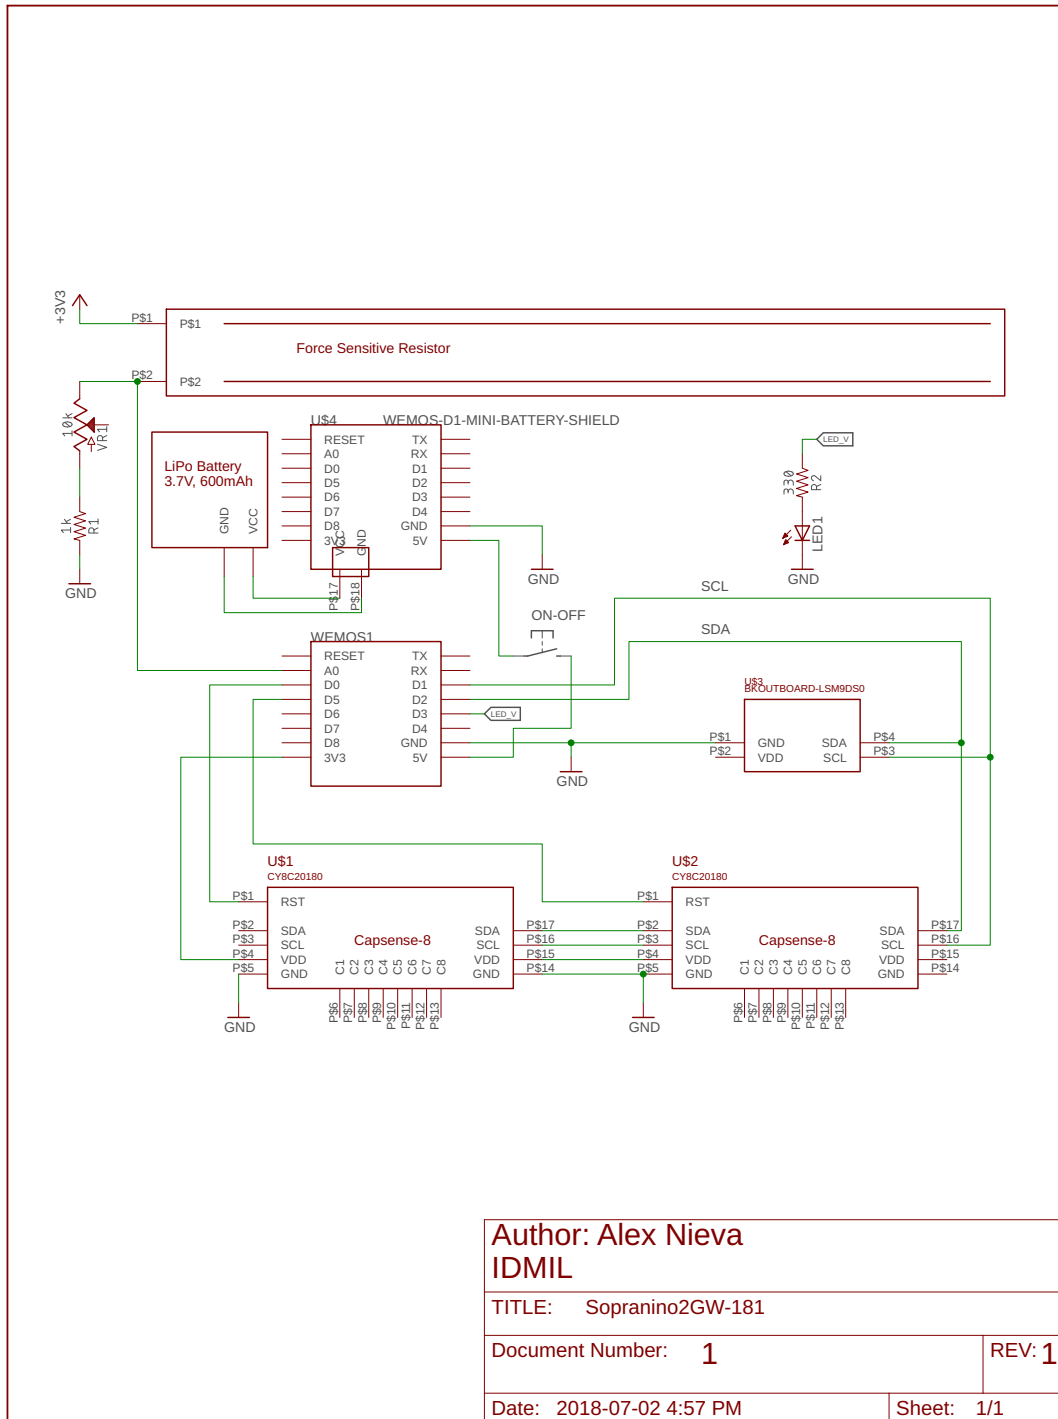 +3V3
P$1
P$1
Force Sensitive Resistor
P$2
P$2
10k
VR1
1k
R1
GND
LiPo Battery
3.7V, 600mAh
GND
VCC
U$4
WEMOS-D1-MINI-BATTERY-SHIELD
RESET TX
A0 RX
D0 D1
D5 D2
D6 D3
D7 D4
D8 GND
3V3 5V
VCC
GND
P$17
P$18
GND
LED_V
330
R2
LED1
GND
SCL
ON-OFF
SDA
WEMOS1
RESET TX
A0 RX
D0 D1
D5 D2
D6 D3
D7 D4
D8 GND
3V3 5V
LED_V
GND
U$3
BKOUTBOARD-LSM9DS0
P$1 GND SDA P$4
P$2 VDD SCL P$3
U$1
CY8C20180
P$1 RST
P$2 SDA SDA P$17
P$3 SCL Capsense-8 SCL P$16
P$4 VDD VDD P$15
P$5 GND GND P$14
C1 C2 C3 C4 C5 C6 C7 C8
P$6 P$7 P$8 P$9 P$10 P$11 P$12 P$13
GND
U$2
CY8C20180
P$1 RST
P$2 SDA SDA P$17
P$3 SCL Capsense-8 SCL P$16
P$4 VDD VDD P$15
P$5 GND GND P$14
C1 C2 C3 C4 C5 C6 C7 C8
P$6 P$7 P$8 P$9 P$10 P$11 P$12 P$13
GND
Author: Alex Nieva
IDMIL
TITLE: Sopranino2GW-181
Document Number: 1
REV: 1
Date: 2018-07-02 4:57 PM
Sheet: 1/1